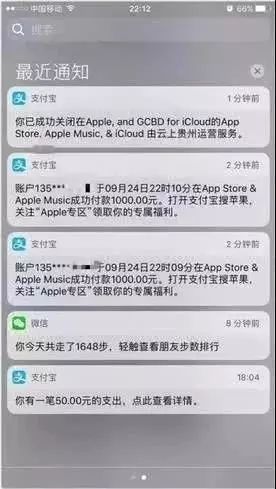 中国移动 22:12 66%
搜索
最近通知
支付宝 1 分钟前
你已成功关闭在Apple, and GCBD for iCloud的App
Store, Apple Music, & iCloud 由云上贵州运营服务。
支付宝 2 分钟前
账户135*** 于09月24日22时10分在App Store &
Apple Music成功付款1000.00元。打开支付宝搜苹果,
关注“Apple专区”领取你的专属福利。
支付宝 2 分钟前
账户135*** 于09月24日22时09分在App Store &
Apple Music成功付款1000.00元。打开支付宝搜苹果,
关注“Apple专区”领取你的专属福利。
微信 8 分钟前
你今天共走了1648步，轻触查看朋友步数排行
支付宝 18:04
你有一笔50.00元的支出，点此查看详情。